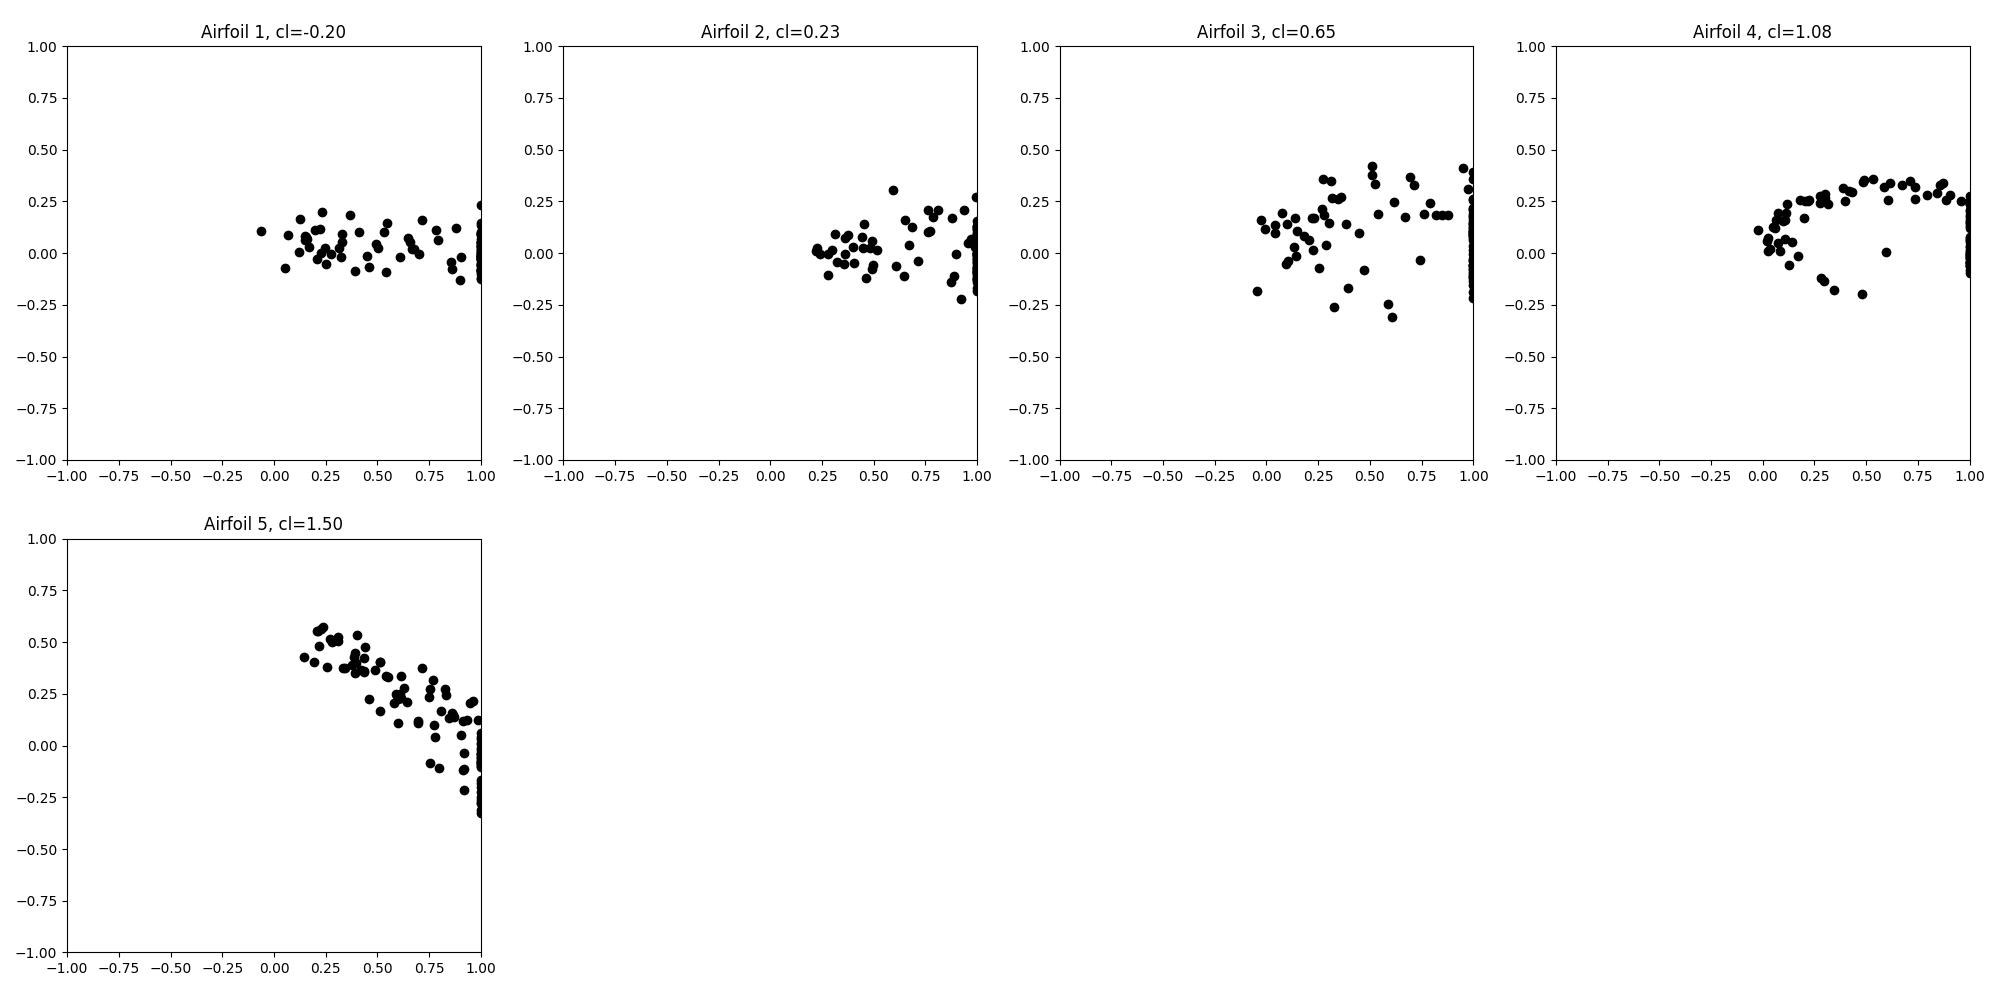 Airfoil 1, cl=-0.20
Airfoil 2, cl=0.23
Airfoil 3, cl=0.65
Airfoil 4, cl=1.08
1.00 1.00 1.00 1.00
0.75 0.75 0.75 0.75
0.50 0.50 0.50 0.50
0.25 0.25 0.25 0.25
0.00 0.00 0.00 0.00
−0.25 −0.25 −0.25 −0.25
−0.50 −0.50 −0.50 −0.50
−0.75 −0.75 −0.75 −0.75
−1.00 −1.00 −1.00 −1.00
−1.00 −0.75 −0.50 −0.25 0.00 0.25 0.50 0.75 1.00
−1.00 −0.75 −0.50 −0.25 0.00 0.25 0.50 0.75 1.00
−1.00 −0.75 −0.50 −0.25 0.00 0.25 0.50 0.75 1.00
−1.00 −0.75 −0.50 −0.25 0.00 0.25 0.50 0.75 1.00
Airfoil 5, cl=1.50
1.00
0.75
0.50
0.25
0.00
−0.25
−0.50
−0.75
−1.00
−1.00 −0.75 −0.50 −0.25 0.00 0.25 0.50 0.75 1.00